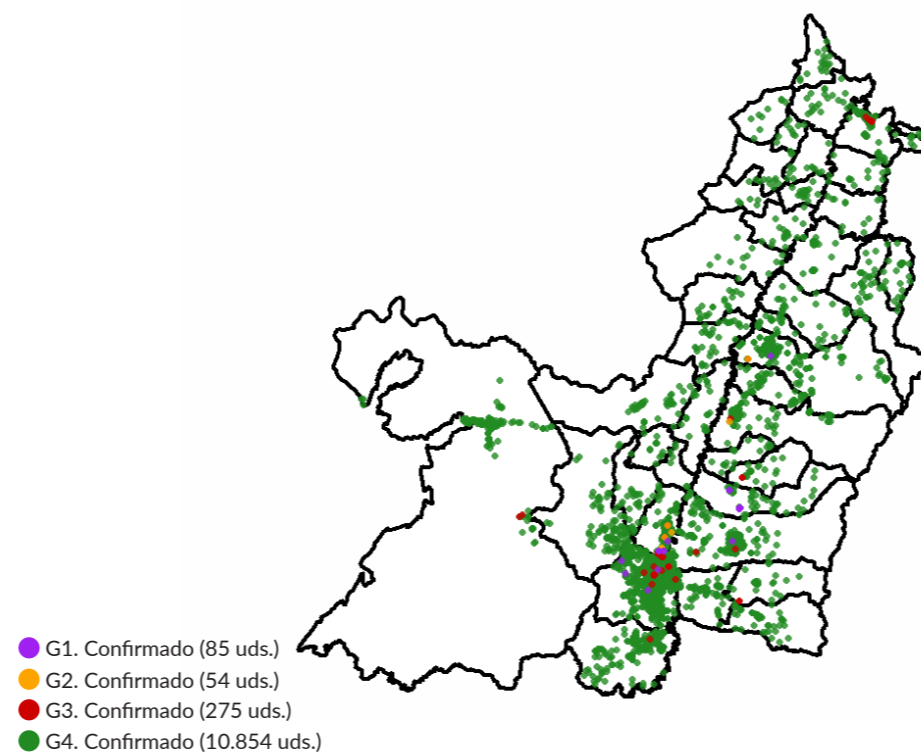 G1. Confirmado (85 uds.)
G2. Confirmado (54 uds.)
G3. Confirmado (275 uds.)
G4. Confirmado (10.854 uds.)